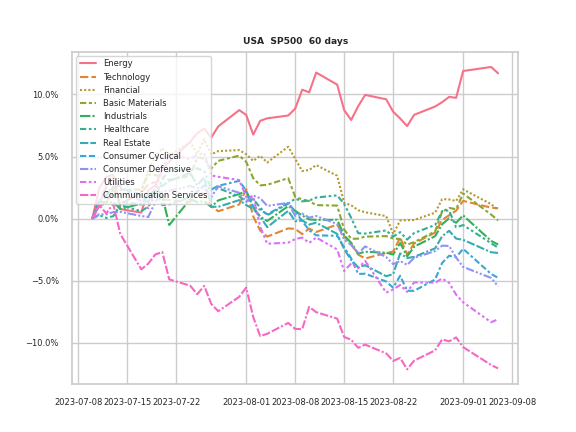 USA SP500 60 days
Energy
Technology
Financial
Basic Materials
Industrials
Healthcare
Real Estate
Consumer Cyclical
Consumer Defensive
Utilities
Communication Services
10.0%
5.0%
0.0%
−5.0%
−10.0%
2023-07-08 2023-07-15 2023-07-22 2023-08-01 2023-08-08 2023-08-15 2023-08-22 2023-09-01 2023-09-08